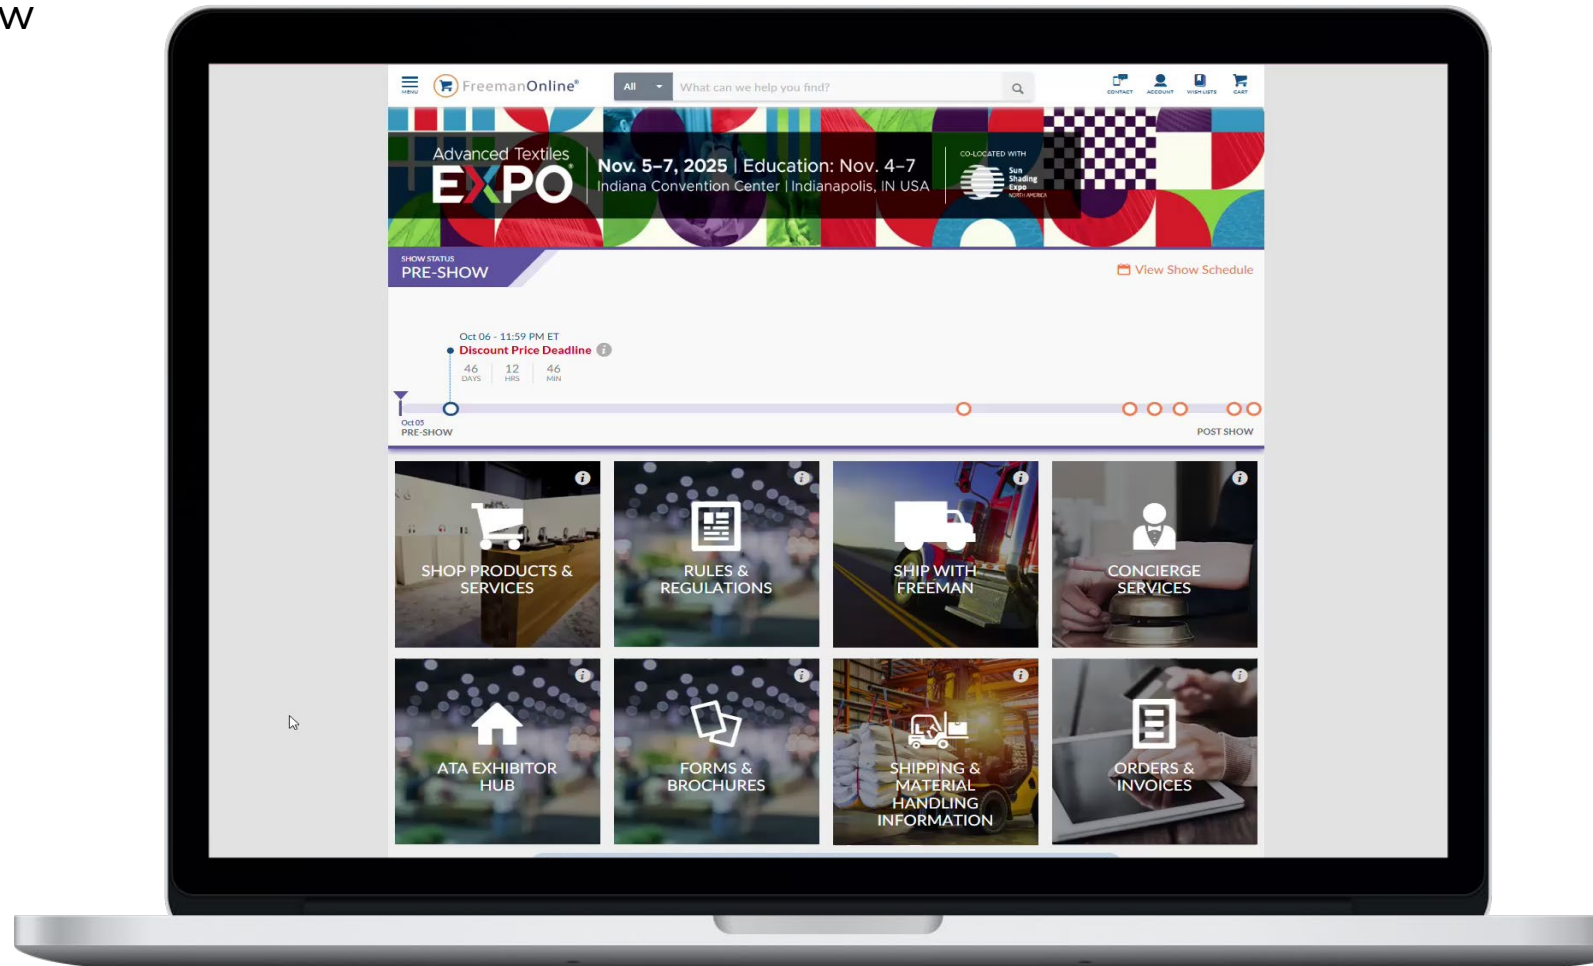 w
MENU
FreemanOnline®
All
What can we help you find?
CONTACT
ACCOUNT
WISH LISTS
CART
Advanced Textiles
EXPO®
Nov. 5–7, 2025 | Education: Nov. 4–7
Indiana Convention Center | Indianapolis, IN USA
CO-LOCATED WITH
Sun
Shading
Expo
NORTH AMERICA
SHOW STATUS
PRE-SHOW
View Show Schedule
Oct 06 - 11:59 PM ET
Discount Price Deadline
46 12 46
DAYS HRS MIN
Oct 05
PRE-SHOW
POST SHOW
SHOP PRODUCTS &
SERVICES
RULES &
REGULATIONS
SHIP WITH
FREEMAN
CONCIERGE
SERVICES
ATA EXHIBITOR
HUB
FORMS &
BROCHURES
SHIPPING &
MATERIAL
HANDLING
INFORMATION
ORDERS &
INVOICES